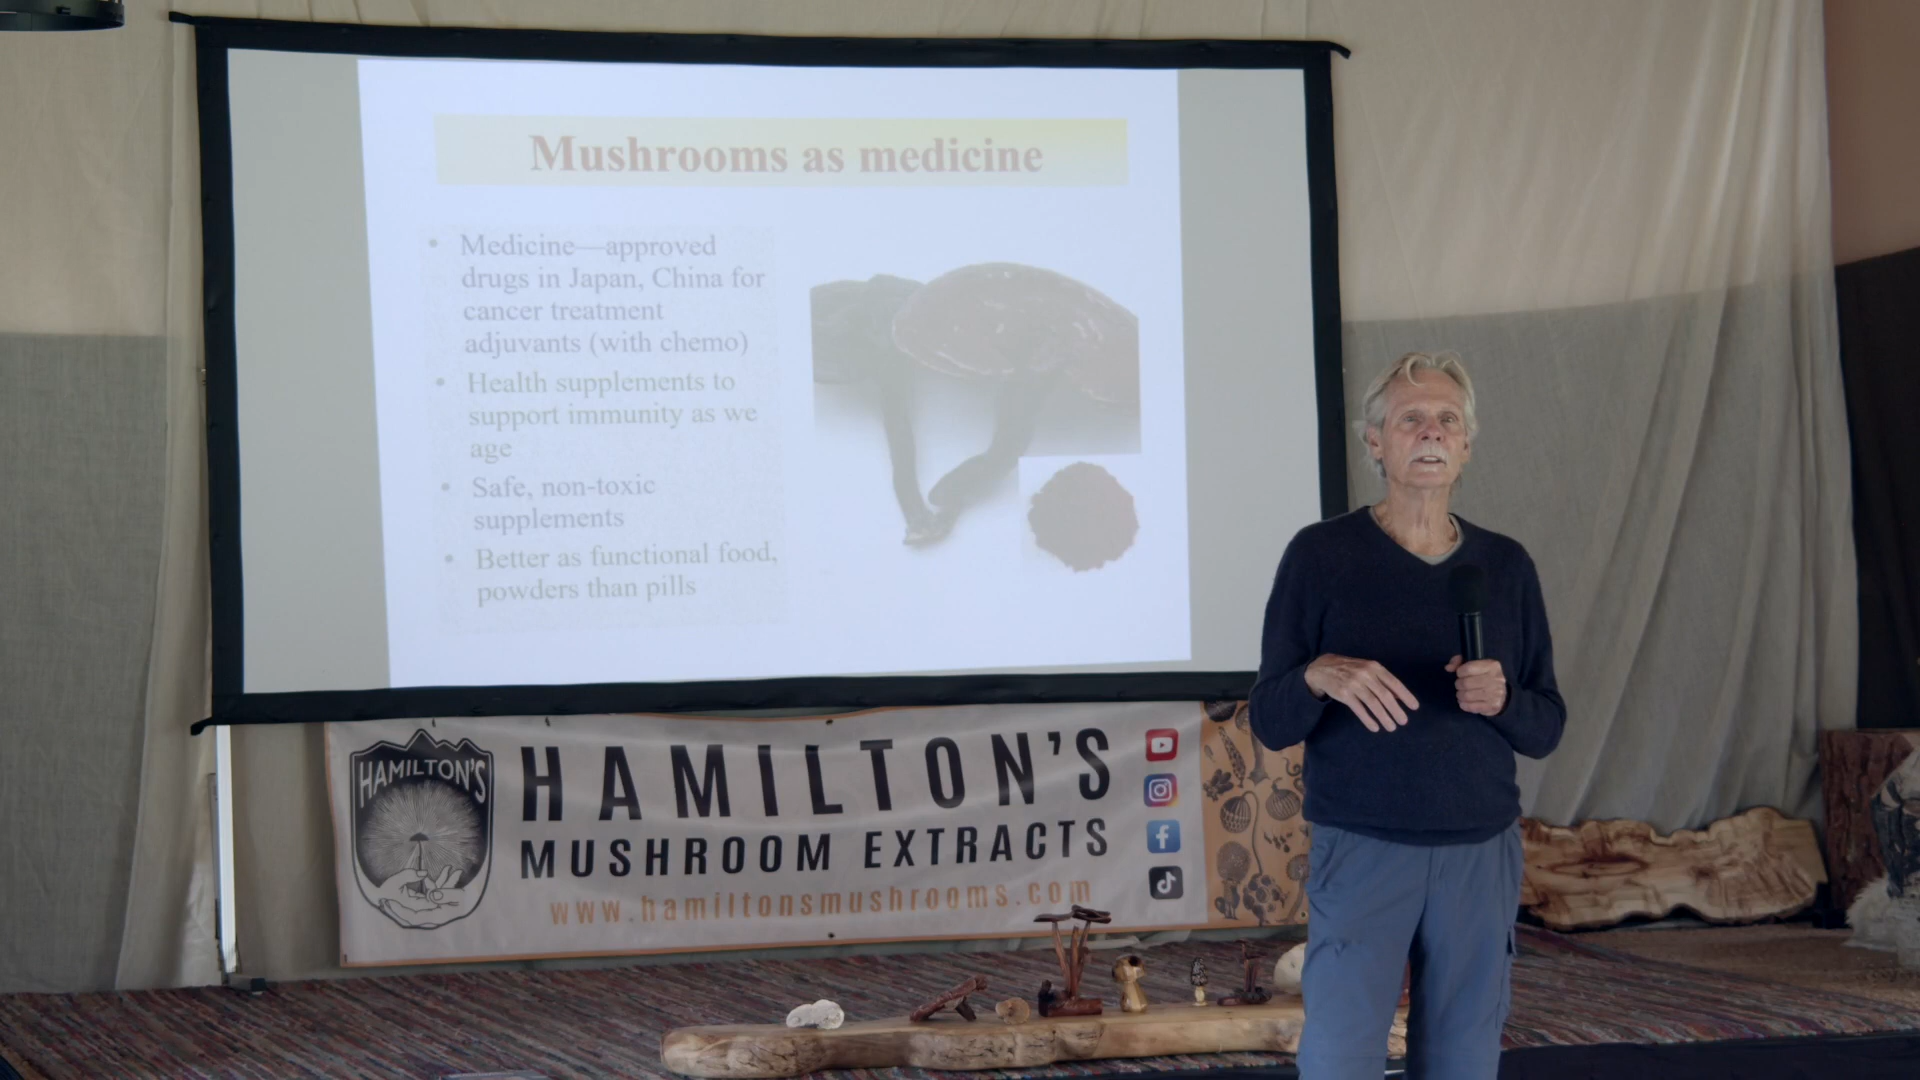 Mushrooms as medicine
• Medicine—approved
drugs in Japan, China for
cancer treatment
adjuvants (with chemo)
• Health supplements to
support immunity as we
age
• Safe, non-toxic
supplements
• Better as functional food,
powders than pills
HAMILTON'S
HAMILTON'S
MUSHROOM EXTRACTS
www.hamiltonsmushrooms.com